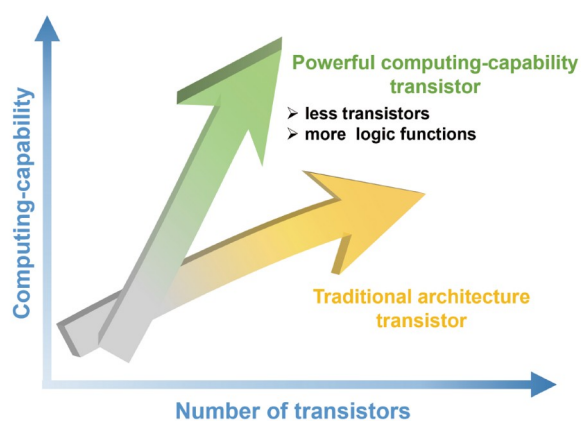 Powerful computing-capability
transistor
➢ less transistors
➢ more logic functions
Computing-capability
Traditional architecture
transistor
Number of transistors